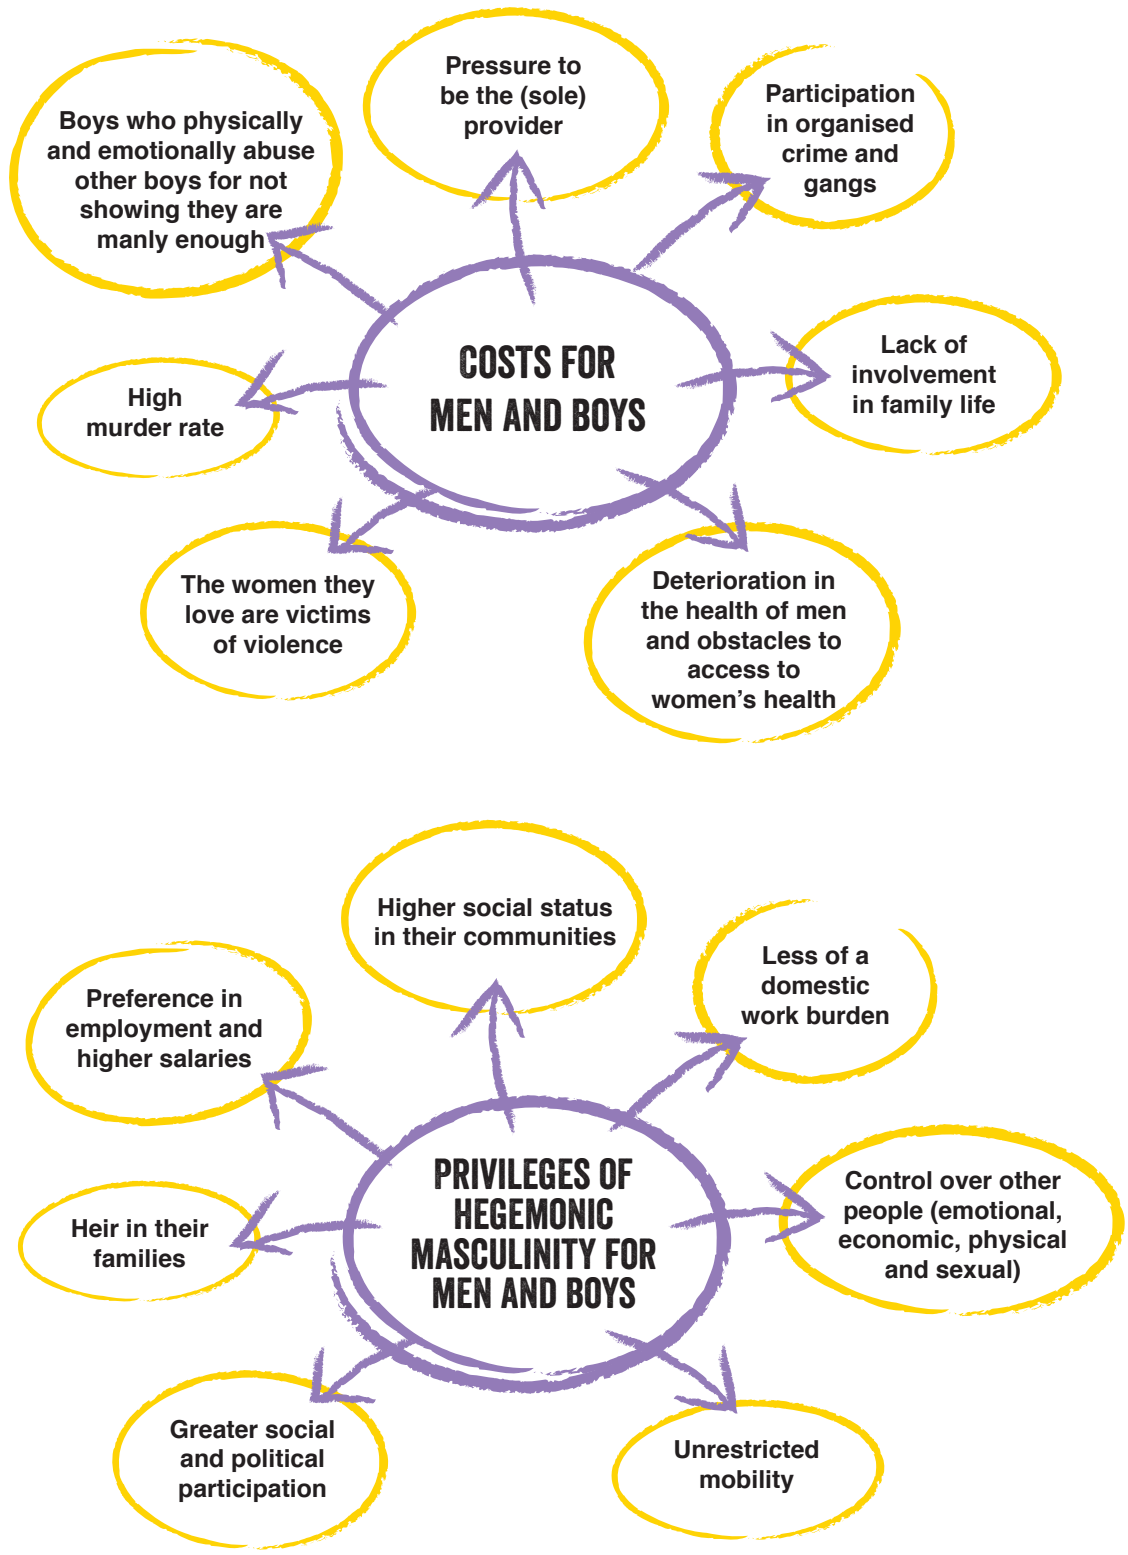 Pressure to
be the (sole)
provider
Participation
in organised
crime and
gangs
Boys who physically
and emotionally abuse
other boys for not
showing they are
manly enough
COSTS FOR
MEN AND BOYS
Lack of
involvement
in family life
High
murder rate
The women they
love are victims
of violence
Deterioration in
the health of men
and obstacles to
access to
women's health
Higher social status
in their communities
Less of a
domestic
work burden
Preference in
employment and
higher salaries
PRIVILEGES OF
HEGEMONIC
MASCULINITY FOR
MEN AND BOYS
Control over other
people (emotional,
economic, physical
and sexual)
Heir in their
families
Greater social
and political
participation
Unrestricted
mobility